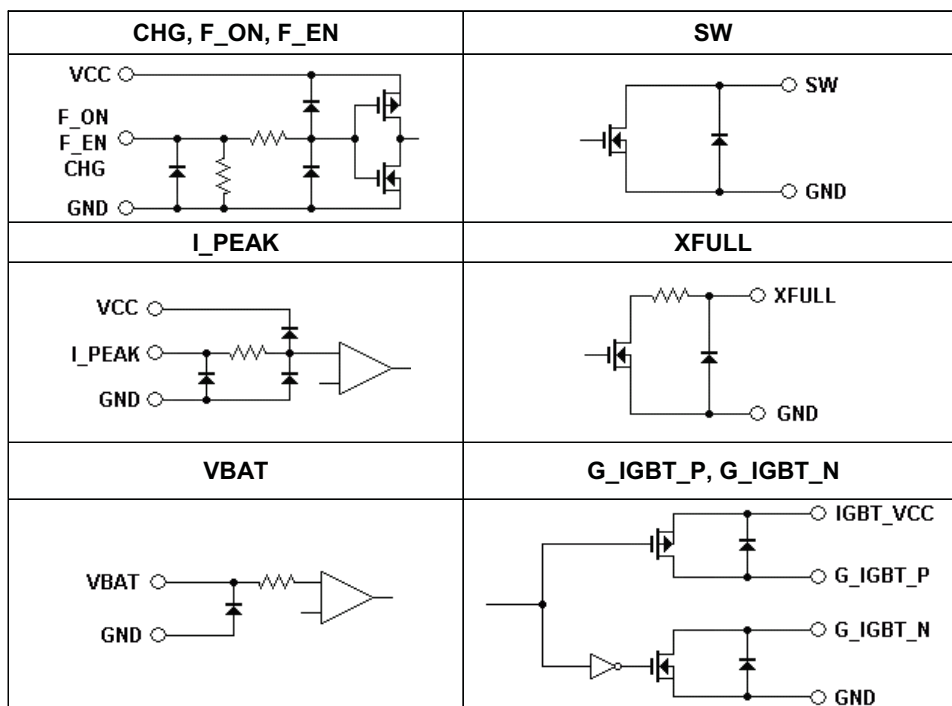 CHG, F_ON, F_EN
SW
VCC
F_ON
F_EN
CHG
GND
SW
GND
I_PEAK
XFULL
VCC
I_PEAK
GND
XFULL
GND
VBAT
G_IGBT_P, G_IGBT_N
VBAT
GND
IGBT_VCC
G_IGBT_P
G_IGBT_N
GND